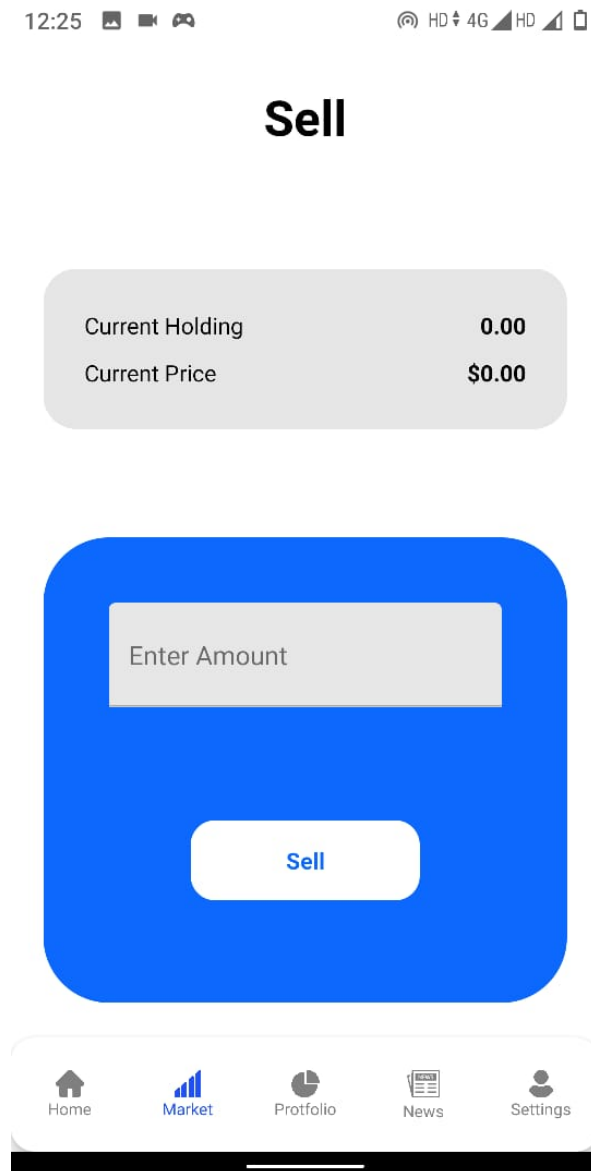 12:25 HD 4G HD
Sell
Current Holding 0.00
Current Price $0.00
Enter Amount
Sell
NEWS
Home Market Protfolio News Settings